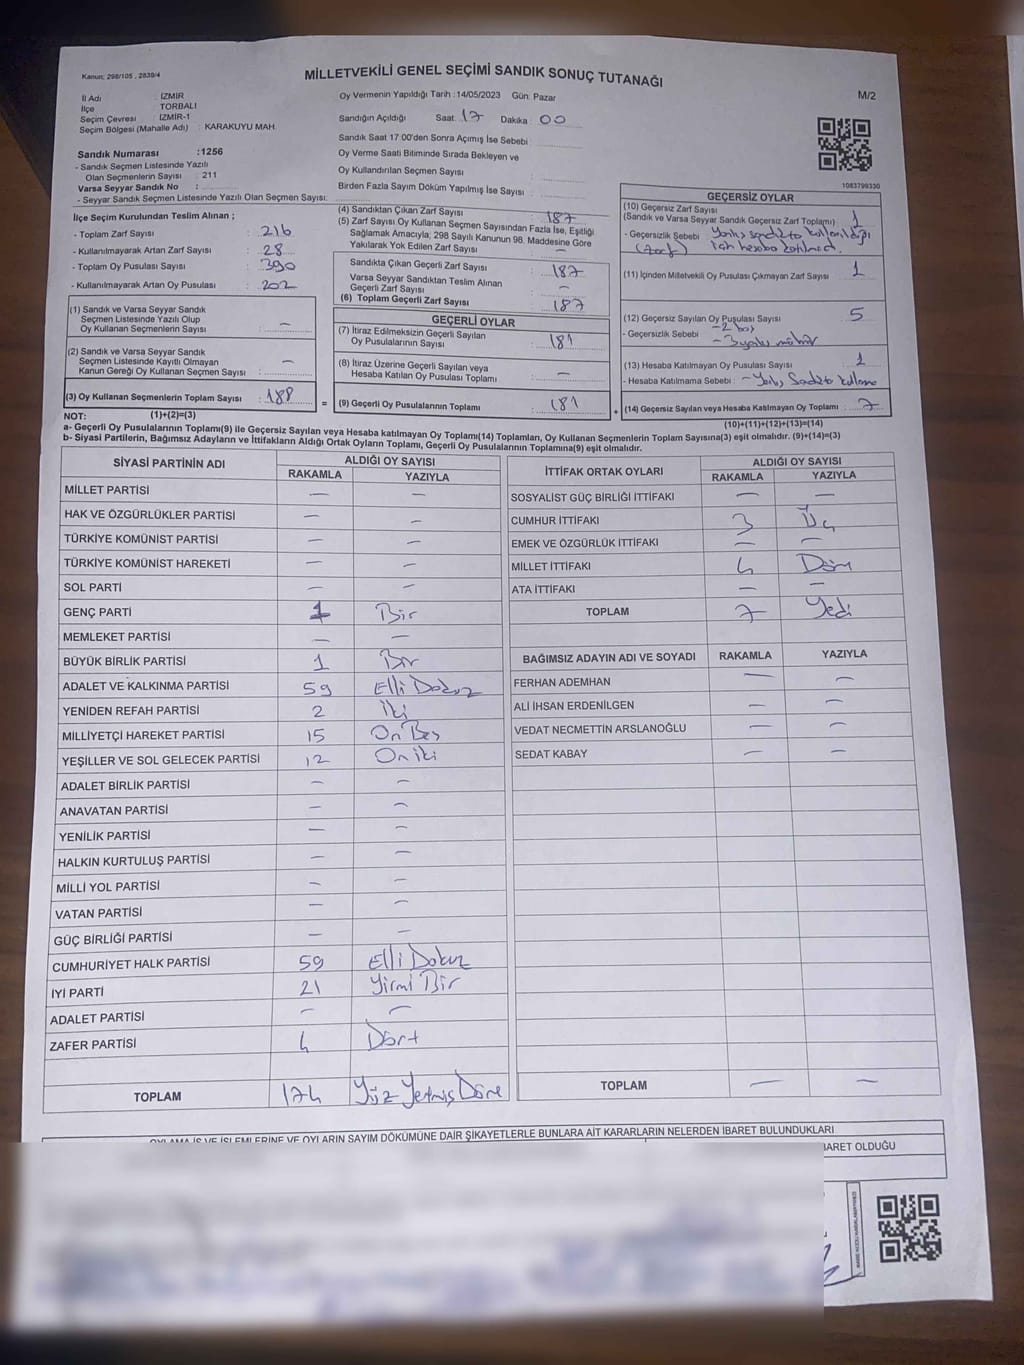 Kanun: 298/105 , 2839/4
MİLLETVEKİLİ GENEL SEÇİMİ SANDIK SONUÇ TUTANAĞI
M/2
İl Adı : İZMİR
İlçe TORBALI
Seçim Çevresi İZMİR-1
Seçim Bölgesi (Mahalle Adı) : KARAKUYU MAH.
Oy Vermenin Yapıldığı Tarih :14/05/2023 Gün: Pazar
Sandığın Açıldığı Saat: 17 Dakika: 00
Sandık Saat 17.00'den Sonra Açımış İse Sebebi :
Oy Verme Saati Bitiminde Sırada Bekleyen ve
Oy Kullandırılan Seçmen Sayısı :
Birden Fazla Sayım Döküm Yapılmış İse Sayısı :
Sandık Numarası :1256
- Sandık Seçmen Listesinde Yazılı
Olan Seçmenlerin Sayısı : 211
Varsa Seyyar Sandık No :
- Seyyar Sandık Seçmen Listesinde Yazılı Olan Seçmen Sayısı:
İlçe Seçim Kurulundan Teslim Alınan ;
- Toplam Zarf Sayısı : 216
- Kullanılmayarak Artan Zarf Sayısı : 28
- Toplam Oy Pusulası Sayısı : 390
- Kullanılmayarak Artan Oy Pusulası : 202
(1) Sandık ve Varsa Seyyar Sandık
Seçmen Listesinde Yazılı Olup
Oy Kullanan Seçmenlerin Sayısı : —
(2) Sandık ve Varsa Seyyar Sandık
Seçmen Listesinde Kayıtlı Olmayan
Kanun Gereği Oy Kullanan Seçmen Sayısı : —
(3) Oy Kullanan Seçmenlerin Toplam Sayısı : 188
(4) Sandıktan Çıkan Zarf Sayısı : 187
(5) Zarf Sayısı Oy Kullanan Seçmen Sayısından Fazla İse, Eşitliği
Sağlamak Amacıyla, 298 Sayılı Kanunun 98. Maddesine Göre
Yakılarak Yok Edilen Zarf Sayısı : —
Sandıkta Çıkan Geçerli Zarf Sayısı : 187
Varsa Seyyar Sandıktan Teslim Alınan
Geçerli Zarf Sayısı : —
(6) Toplam Geçerli Zarf Sayısı : 187
GEÇERLİ OYLAR
(7) İtiraz Edilmeksizin Geçerli Sayılan
Oy Pusulalarının Sayısı : 181
(8) İtiraz Üzerine Geçerli Sayılan veya
Hesaba Katılan Oy Pusulası Toplamı : —
= (9) Geçerli Oy Pusulalarının Toplamı : 181 +
1083798330
GEÇERSİZ OYLAR
(10) Geçersiz Zarf Sayısı
(Sandık ve Varsa Seyyar Sandık Geçersiz Zarf Toplamı) : 1
- Geçersizlik Sebebi : Yanlış sandıkta kullanıldığı
(zarf) için hesaba katılmadı.
(11) İçinden Milletvekili Oy Pusulası Çıkmayan Zarf Sayısı : 1
(12) Geçersiz Sayılan Oy Pusulası Sayısı : 5
- Geçersizlik Sebebi : - 2 boş
- 3 yanlış mühür
(13) Hesaba Katılmayan Oy Pusulası Sayısı : 1
- Hesaba Katılmama Sebebi : - Yanlış Sandıkta kullanma
(14) Geçersiz Sayılan veya Hesaba Katılmayan Oy Toplamı : 7
NOT: (1)+(2)=(3)
(10)+(11)+(12)+(13)=(14)
a- Geçerli Oy Pusulalarının Toplamı(9) ile Geçersiz Sayılan veya Hesaba katılmayan Oy Toplamı(14) Toplamları, Oy Kullanan Seçmenlerin Toplam Sayısına(3) eşit olmalıdır. (9)+(14)=(3)
b- Siyasi Partilerin, Bağımsız Adayların ve İttifakların Aldığı Ortak Oyların Toplamı, Geçerli Oy Pusulalarının Toplamına(9) eşit olmalıdır.
SİYASİ PARTİNİN ADI ALDIĞI OY SAYISI
RAKAMLA YAZIYLA
MİLLET PARTİSİ — —
HAK VE ÖZGÜRLÜKLER PARTİSİ — —
TÜRKİYE KOMÜNİST PARTİSİ — —
TÜRKİYE KOMÜNİST HAREKETİ — —
SOL PARTİ — —
GENÇ PARTİ 1 Bir
MEMLEKET PARTİSİ — —
BÜYÜK BİRLİK PARTİSİ 1 Bir
ADALET VE KALKINMA PARTİSİ 59 Elli Dokuz
YENİDEN REFAH PARTİSİ 2 İki
MİLLİYETÇİ HAREKET PARTİSİ 15 On Beş
YEŞİLLER VE SOL GELECEK PARTİSİ 12 On iki
ADALET BİRLİK PARTİSİ — —
ANAVATAN PARTİSİ — —
YENİLİK PARTİSİ — —
HALKIN KURTULUŞ PARTİSİ — —
MİLLİ YOL PARTİSİ — —
VATAN PARTİSİ — —
GÜÇ BİRLİĞİ PARTİSİ — —
CUMHURİYET HALK PARTİSİ 59 Elli Dokuz
İYİ PARTİ 21 Yirmi Bir
ADALET PARTİSİ — —
ZAFER PARTİSİ 4 Dört
TOPLAM 174 Yüz Yetmiş Dört
İTTİFAK ORTAK OYLARI ALDIĞI OY SAYISI
RAKAMLA YAZIYLA
SOSYALİST GÜÇ BİRLİĞİ İTTİFAKI — —
CUMHUR İTTİFAKI 3 Üç
EMEK VE ÖZGÜRLÜK İTTİFAKI — —
MİLLET İTTİFAKI 4 Dört
ATA İTTİFAKI — —
TOPLAM 7 Yedi
BAĞIMSIZ ADAYIN ADI VE SOYADI RAKAMLA YAZIYLA
FERHAN ADEMHAN — —
ALİ İHSAN ERDENİLGEN — —
VEDAT NECMETTİN ARSLANOĞLU — —
SEDAT KABAY — —
TOPLAM — —
OYLAMA İŞ VE İŞLEMLERİNE VE OYLARIN SAYIM DÖKÜMÜNE DAİR ŞİKAYETLERLE BUNLARA AİT KARARLARIN NELERDEN İBARET BULUNDUKLARI
BARET OLDUĞU